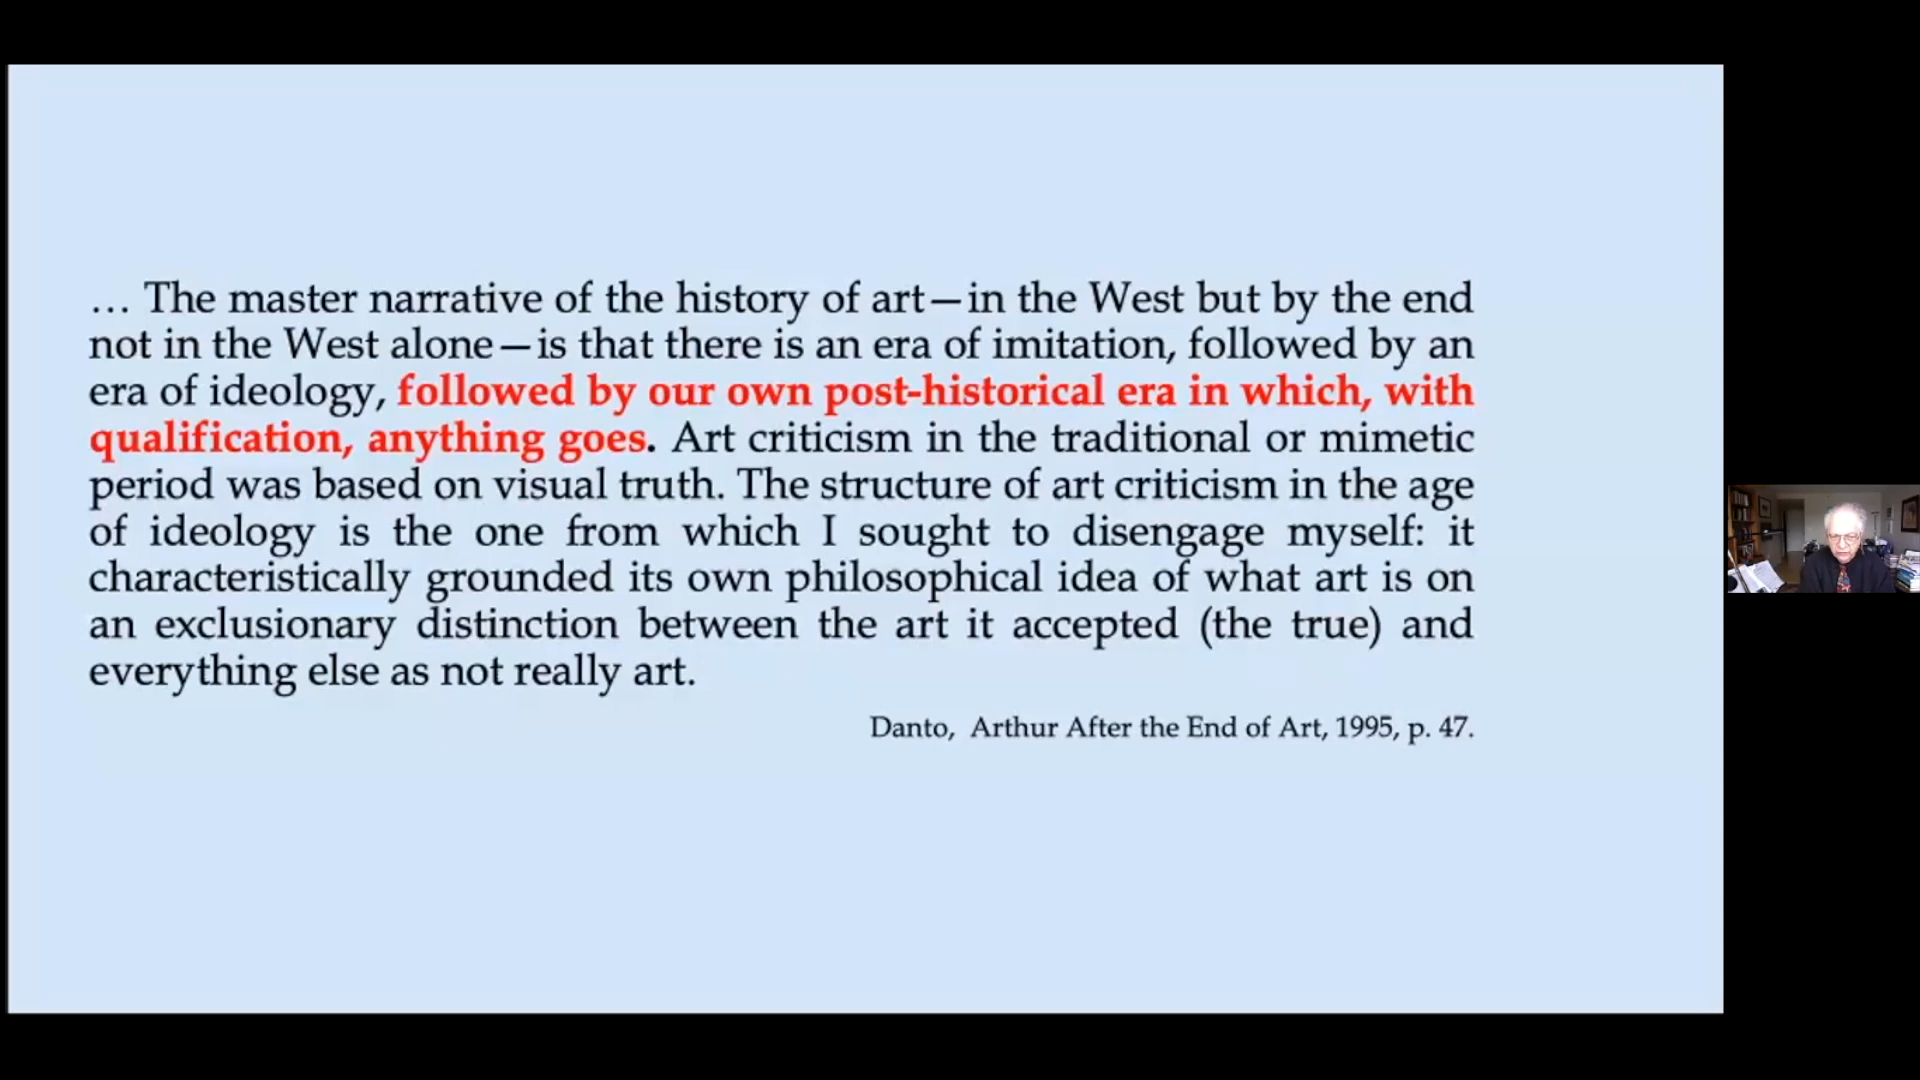 … The master narrative of the history of art—in the West but by the end
not in the West alone—is that there is an era of imitation, followed by an
era of ideology, followed by our own post-historical era in which, with
qualification, anything goes. Art criticism in the traditional or mimetic
period was based on visual truth. The structure of art criticism in the age
of ideology is the one from which I sought to disengage myself: it
characteristically grounded its own philosophical idea of what art is on
an exclusionary distinction between the art it accepted (the true) and
everything else as not really art.
Danto, Arthur After the End of Art, 1995, p. 47.